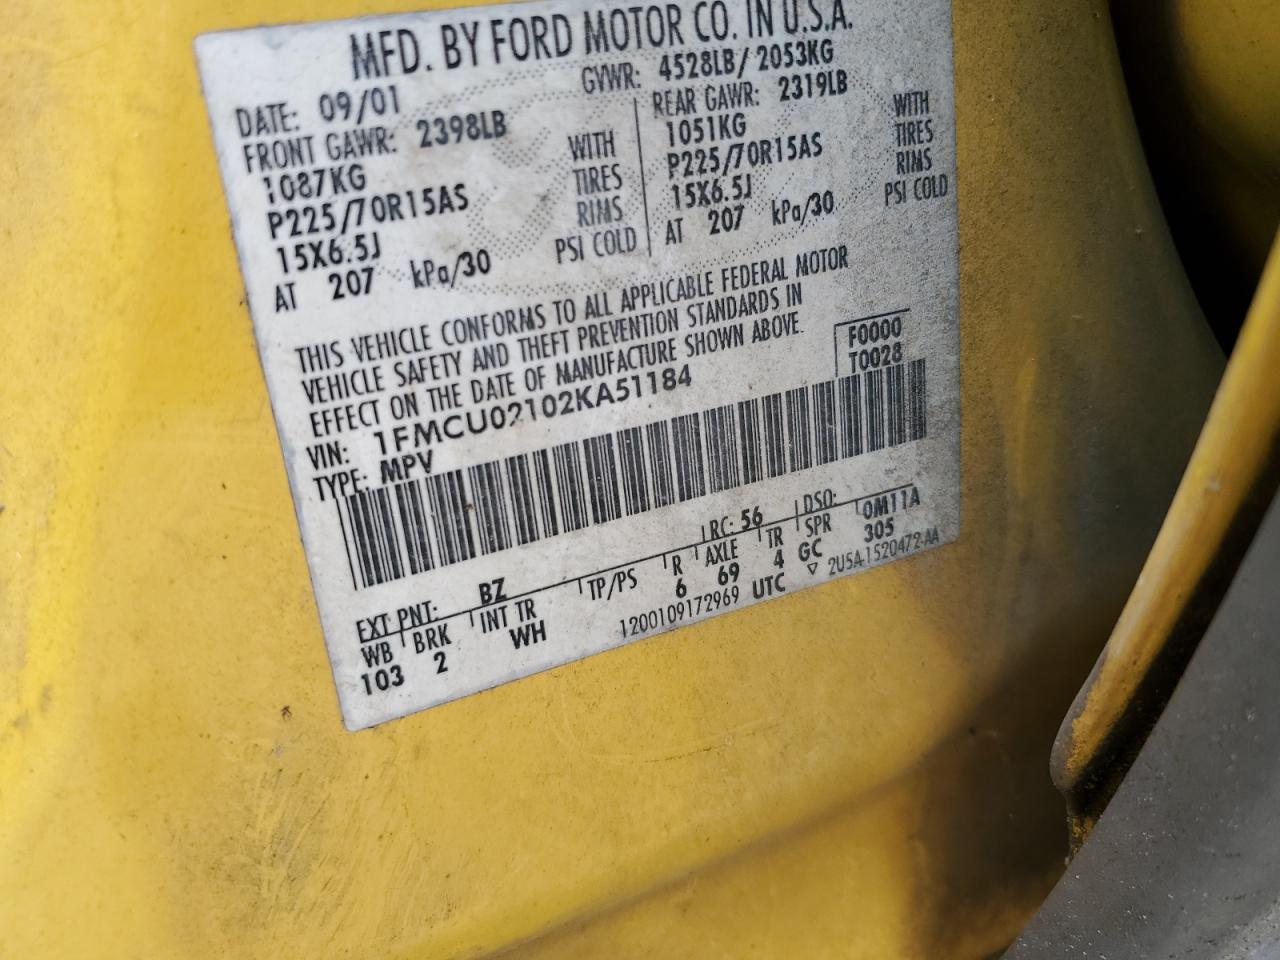 MFD. BY FORD MOTOR CO. IN U.S.A.
DATE: 09/01 GVWR: 4528LB/ 2053KG
FRONT GAWR: 2398LB REAR GAWR: 2319LB
1087KG WITH 1051KG WITH
P225/70R15AS TIRES P225/70R15AS TIRES
15X6.5J RIMS 15X6.5J RIMS
AT 207 kPa/30 PSI COLD AT 207 kPa/30 PSI COLD
THIS VEHICLE CONFORMS TO ALL APPLICABLE FEDERAL MOTOR
VEHICLE SAFETY AND THEFT PREVENTION STANDARDS IN
EFFECT ON THE DATE OF MANUFACTURE SHOWN ABOVE.
F0000
VIN: 1FMCU02102KA51184 T0028
TYPE: MPV
EXT PNT: BZ RC: 56 DSO:
WB BRK INT TR TP/PS R AXLE TR SPR 0M11A
103 2 WH 6 69 4 GC 305
1200109172969 UTC ▽ 2U5A-1520472-AA